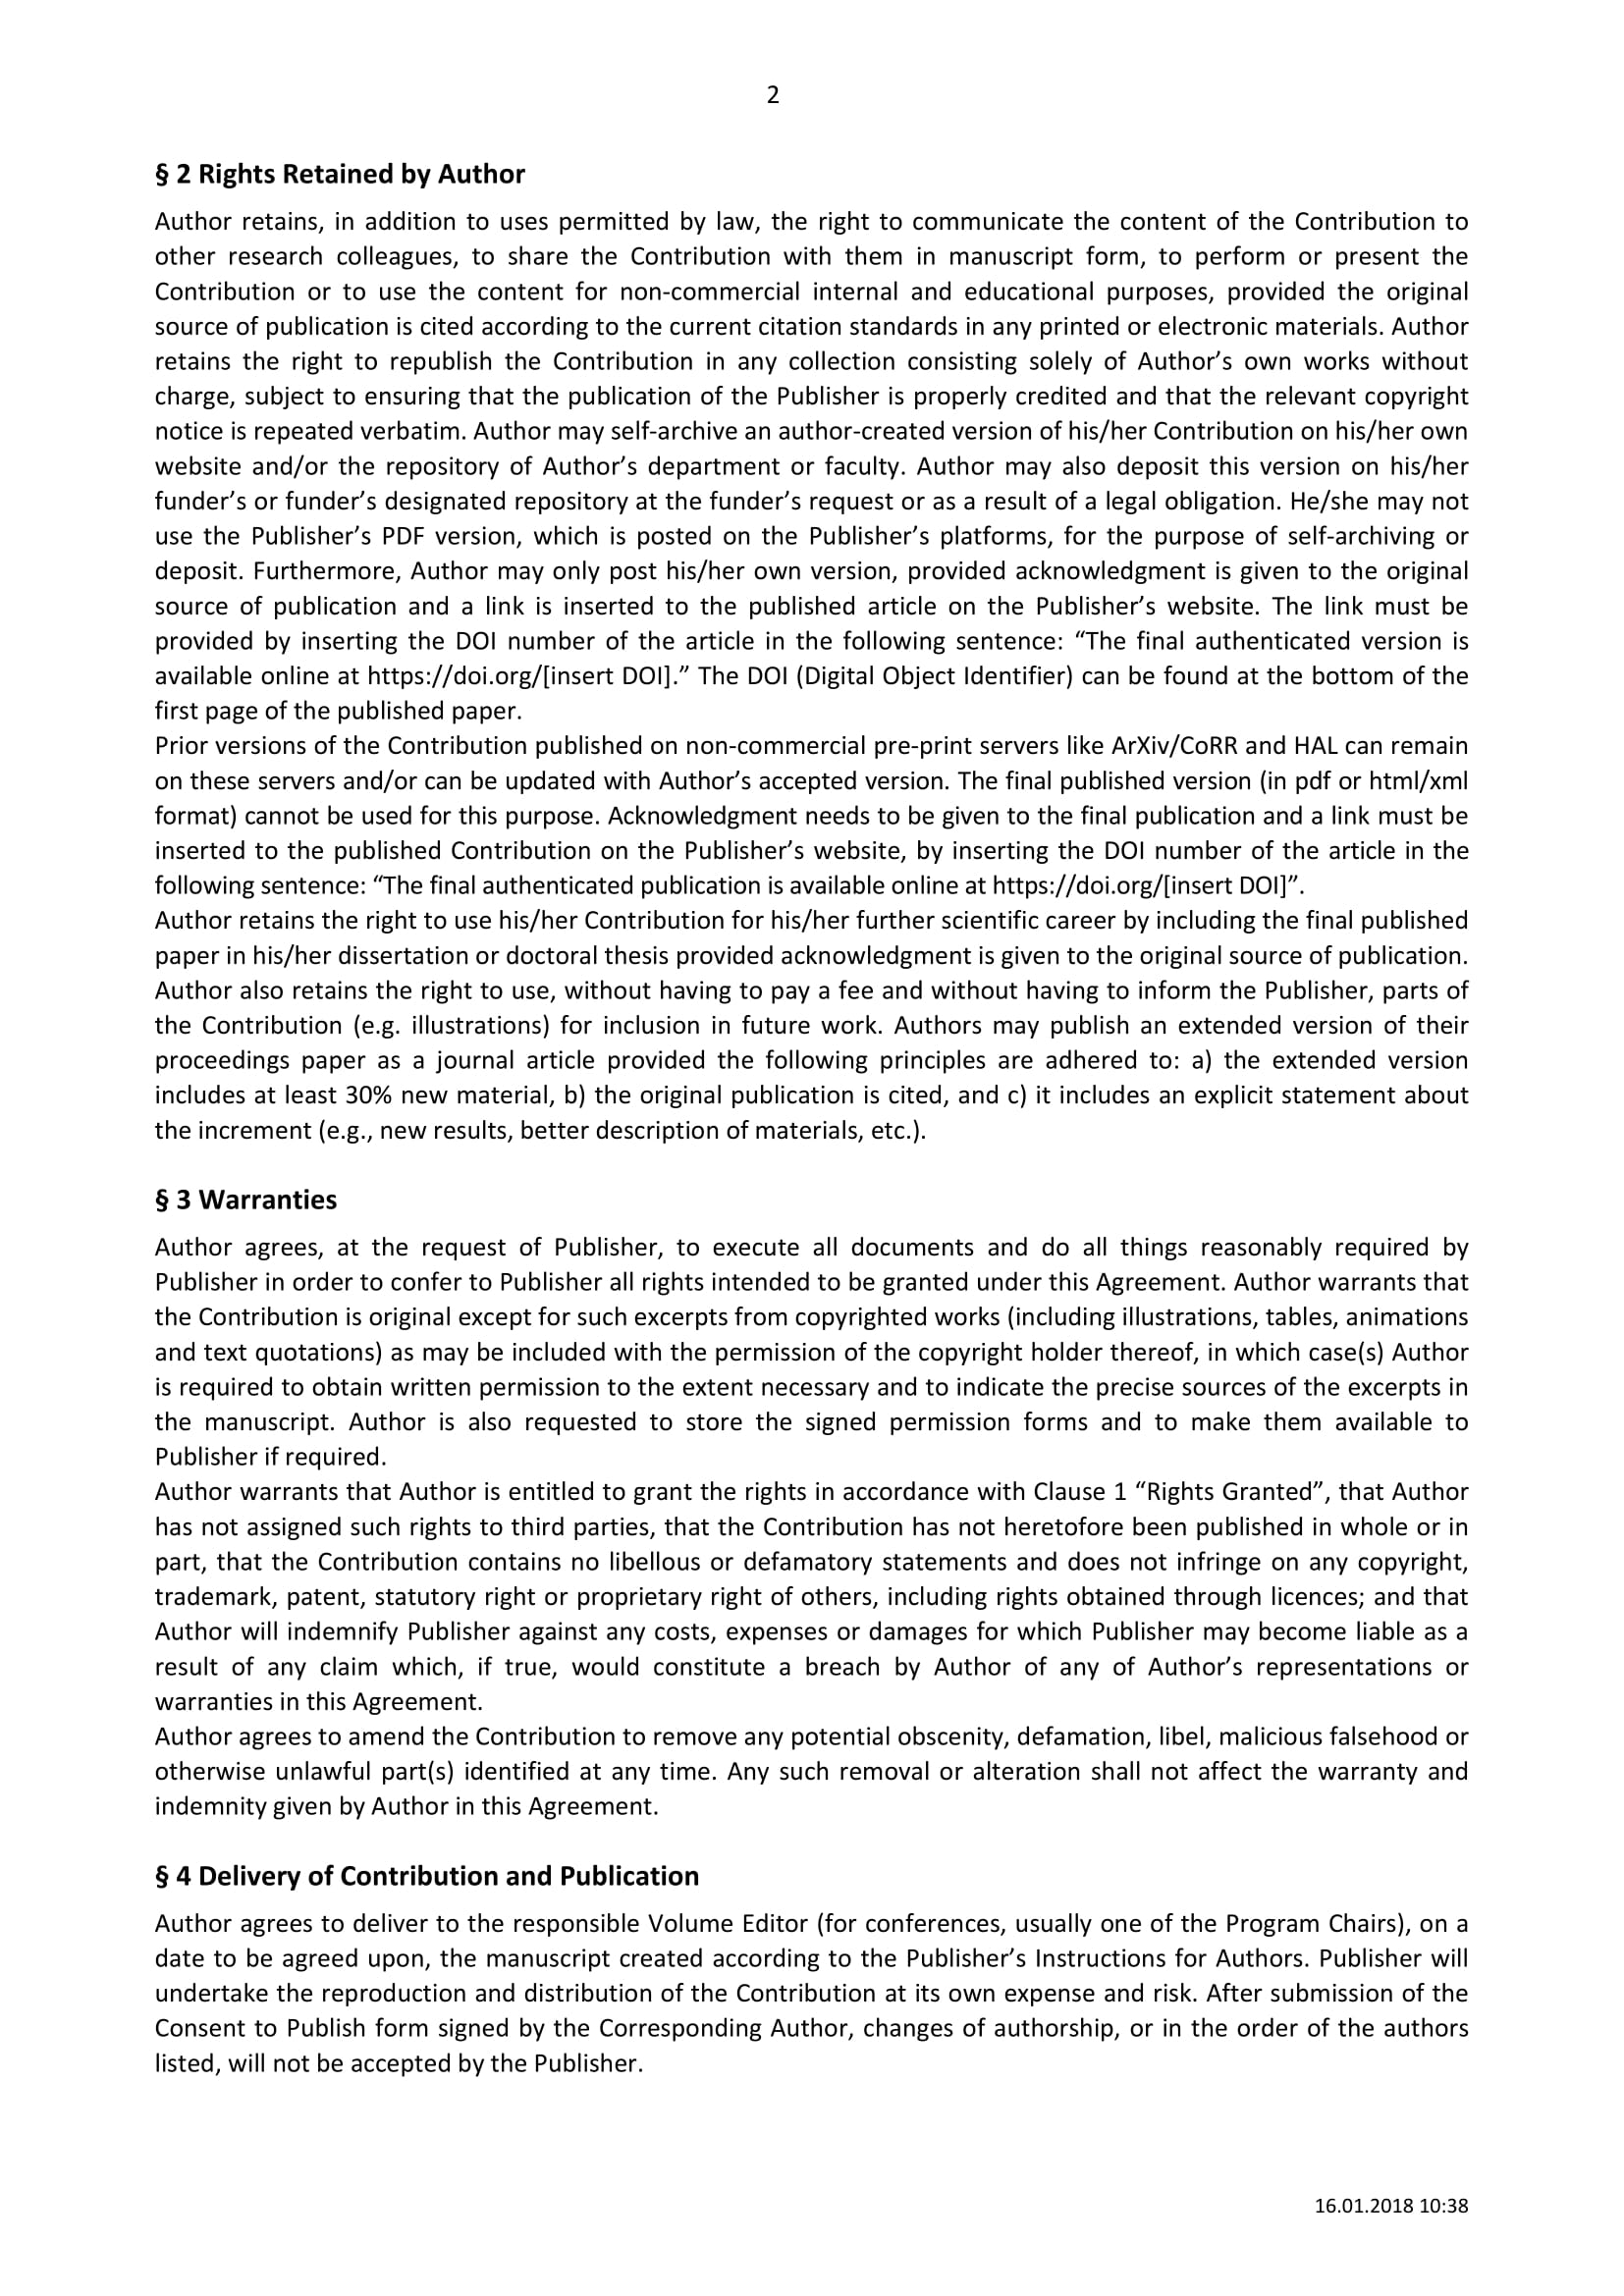 2
§ 2 Rights Retained by Author
Author retains, in addition to uses permitted by law, the right to communicate the content of the Contribution to
other research colleagues, to share the Contribution with them in manuscript form, to perform or present the
Contribution or to use the content for non-commercial internal and educational purposes, provided the original
source of publication is cited according to the current citation standards in any printed or electronic materials. Author
retains the right to republish the Contribution in any collection consisting solely of Author’s own works without
charge, subject to ensuring that the publication of the Publisher is properly credited and that the relevant copyright
notice is repeated verbatim. Author may self-archive an author-created version of his/her Contribution on his/her own
website and/or the repository of Author’s department or faculty. Author may also deposit this version on his/her
funder’s or funder’s designated repository at the funder’s request or as a result of a legal obligation. He/she may not
use the Publisher’s PDF version, which is posted on the Publisher’s platforms, for the purpose of self-archiving or
deposit. Furthermore, Author may only post his/her own version, provided acknowledgment is given to the original
source of publication and a link is inserted to the published article on the Publisher’s website. The link must be
provided by inserting the DOI number of the article in the following sentence: “The final authenticated version is
available online at https://doi.org/[insert DOI].” The DOI (Digital Object Identifier) can be found at the bottom of the
first page of the published paper.
Prior versions of the Contribution published on non-commercial pre-print servers like ArXiv/CoRR and HAL can remain
on these servers and/or can be updated with Author’s accepted version. The final published version (in pdf or html/xml
format) cannot be used for this purpose. Acknowledgment needs to be given to the final publication and a link must be
inserted to the published Contribution on the Publisher’s website, by inserting the DOI number of the article in the
following sentence: “The final authenticated publication is available online at https://doi.org/[insert DOI]”.
Author retains the right to use his/her Contribution for his/her further scientific career by including the final published
paper in his/her dissertation or doctoral thesis provided acknowledgment is given to the original source of publication.
Author also retains the right to use, without having to pay a fee and without having to inform the Publisher, parts of
the Contribution (e.g. illustrations) for inclusion in future work. Authors may publish an extended version of their
proceedings paper as a journal article provided the following principles are adhered to: a) the extended version
includes at least 30% new material, b) the original publication is cited, and c) it includes an explicit statement about
the increment (e.g., new results, better description of materials, etc.).
§ 3 Warranties
Author agrees, at the request of Publisher, to execute all documents and do all things reasonably required by
Publisher in order to confer to Publisher all rights intended to be granted under this Agreement. Author warrants that
the Contribution is original except for such excerpts from copyrighted works (including illustrations, tables, animations
and text quotations) as may be included with the permission of the copyright holder thereof, in which case(s) Author
is required to obtain written permission to the extent necessary and to indicate the precise sources of the excerpts in
the manuscript. Author is also requested to store the signed permission forms and to make them available to
Publisher if required.
Author warrants that Author is entitled to grant the rights in accordance with Clause 1 “Rights Granted”, that Author
has not assigned such rights to third parties, that the Contribution has not heretofore been published in whole or in
part, that the Contribution contains no libellous or defamatory statements and does not infringe on any copyright,
trademark, patent, statutory right or proprietary right of others, including rights obtained through licences; and that
Author will indemnify Publisher against any costs, expenses or damages for which Publisher may become liable as a
result of any claim which, if true, would constitute a breach by Author of any of Author’s representations or
warranties in this Agreement.
Author agrees to amend the Contribution to remove any potential obscenity, defamation, libel, malicious falsehood or
otherwise unlawful part(s) identified at any time. Any such removal or alteration shall not affect the warranty and
indemnity given by Author in this Agreement.
§ 4 Delivery of Contribution and Publication
Author agrees to deliver to the responsible Volume Editor (for conferences, usually one of the Program Chairs), on a
date to be agreed upon, the manuscript created according to the Publisher’s Instructions for Authors. Publisher will
undertake the reproduction and distribution of the Contribution at its own expense and risk. After submission of the
Consent to Publish form signed by the Corresponding Author, changes of authorship, or in the order of the authors
listed, will not be accepted by the Publisher.
16.01.2018 10:38